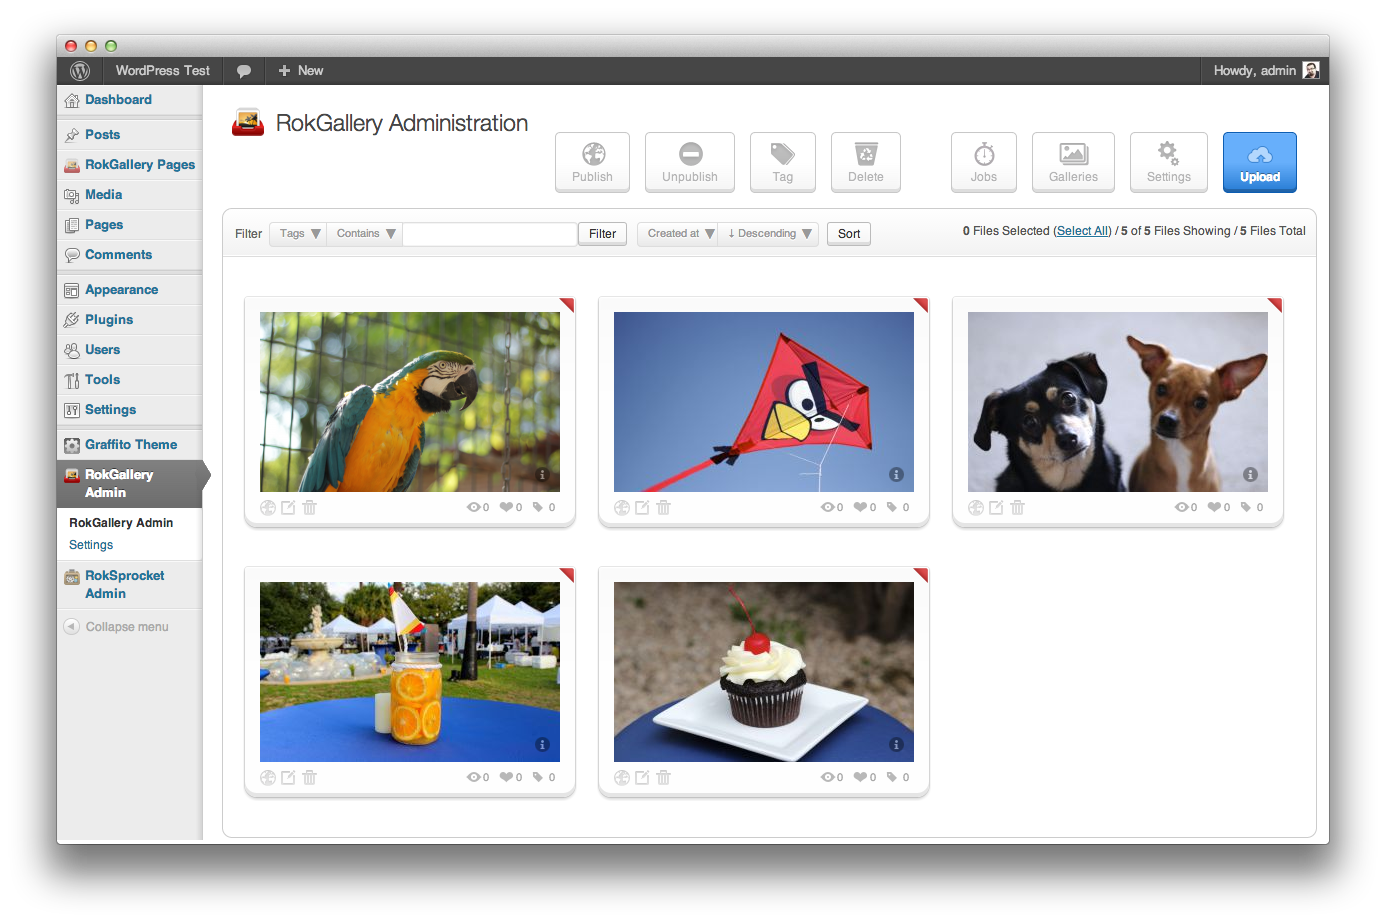 WordPress Test
New
Howdy, admin
Dashboard
Posts
RokGallery Pages
Media
Pages
Comments
Appearance
Plugins
Users
Tools
Settings
Graffito Theme
RokGallery
Admin
RokGallery Admin
Settings
RokSprocket
Admin
Collapse menu
RokGallery Administration
Publish
Unpublish
Tag
Delete
Jobs
Galleries
Settings
Upload
Filter Tags Contains Filter Created at ↓ Descending Sort
0 Files Selected (Select All) / 5 of 5 Files Showing / 5 Files Total
0 0 0
0 0 0
0 0 0
0 0 0
0 0 0